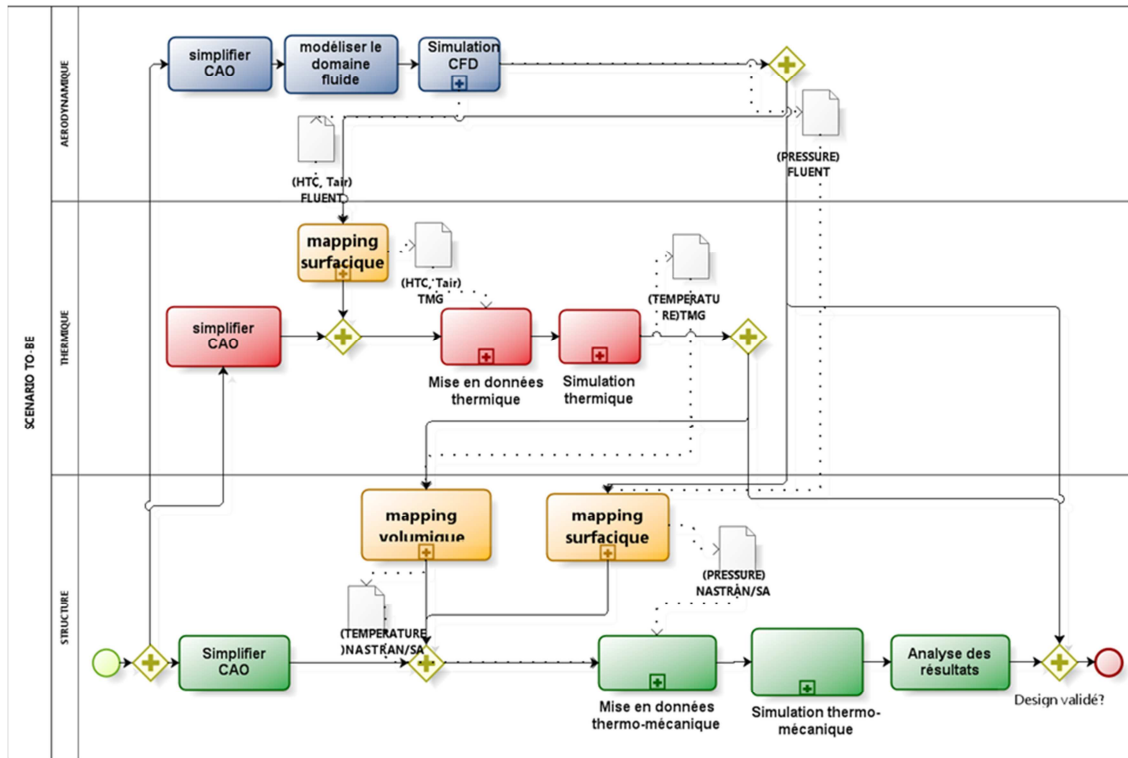 SCENARIO TO-BE
AERODYNAMIQUE
simplifier
CAO
modéliser le
domaine
fluide
Simulation
CFD
(HTC, Tair)
FLUENT
(PRESSURE)
FLUENT
THERMIQUE
mapping
surfacique
(HTC, Tair)
TMG
(TEMPERATU
RE)TMG
simplifier
CAO
Mise en données
thermique
Simulation
thermique
STRUCTURE
mapping
volumique
mapping
surfacique
(PRESSURE)
NASTRAN/SA
(TEMPERATURE
)NASTRAN/SA
Simplifier
CAO
Mise en données
thermo-mécanique
Simulation thermo-
mécanique
Analyse des
résultats
Design validé?